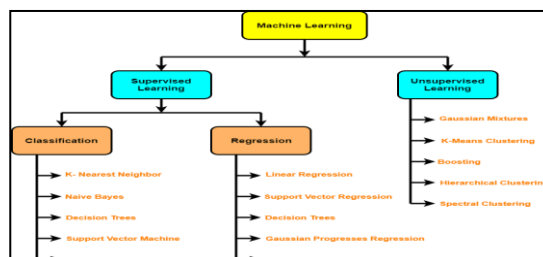 Machine Learning
Supervised
Learning
Unsupervised
Learning
Classification
Regression
K- Nearest Neighbor
Naive Bayes
Decision Trees
Support Vector Machine
Linear Regression
Support Vector Regression
Decision Trees
Gaussian Progresses Regression
Gaussian Mixtures
K-Means Clustering
Boosting
Hierarchical Clusterin
Spectral Clustering